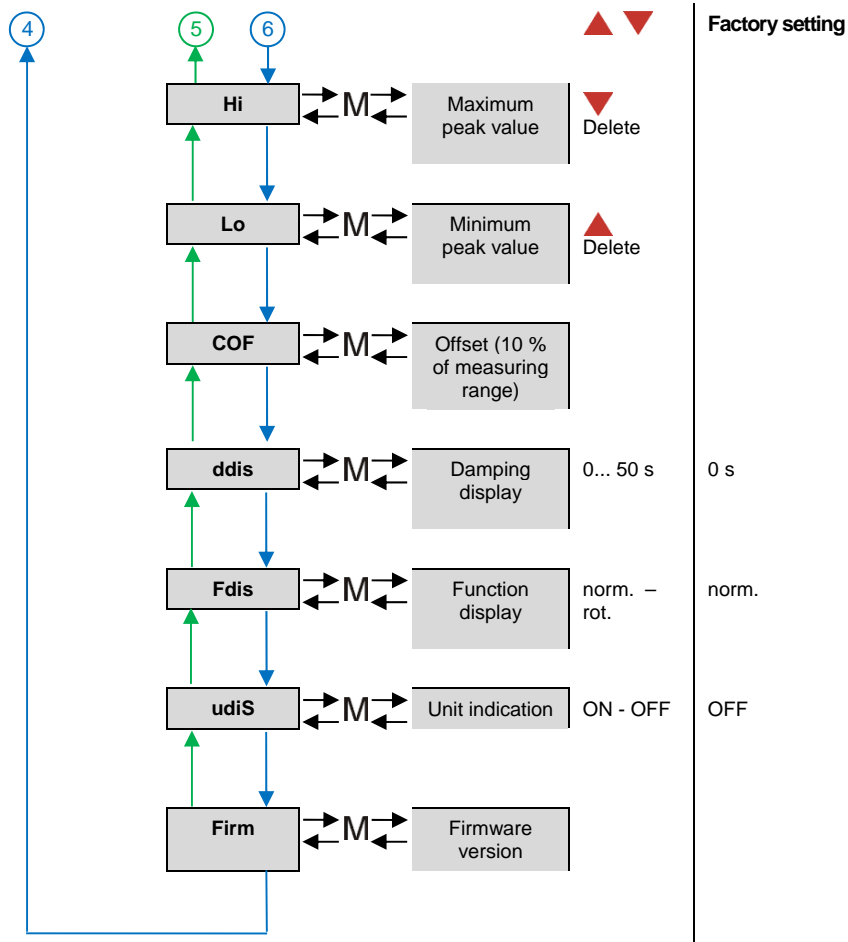 4
5
6
Factory setting
Hi
M
Maximum
peak value
Delete
Lo
M
Minimum
peak value
Delete
COF
M
Offset (10 %
of measuring
range)
ddis
M
Damping
display
0... 50 s
0 s
Fdis
M
Function
display
norm. –
rot.
norm.
udiS
M
Unit indication
ON - OFF
OFF
Firm
M
Firmware
version